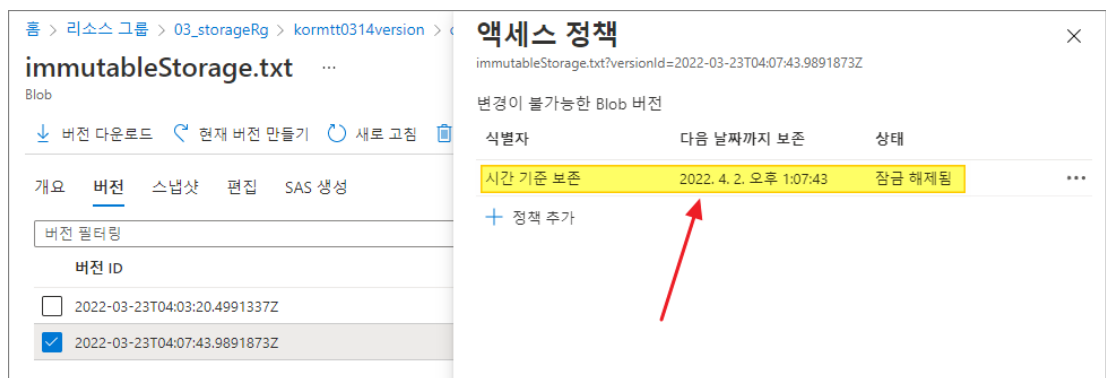 홈 > 리소스 그룹 > 03_storageRg > kormtt0314version >
immutableStorage.txt ...
Blob
버전 다운로드 현재 버전 만들기 새로 고침
개요 버전 스냅샷 편집 SAS 생성
버전 필터링
버전 ID
2022-03-23T04:03:20.4991337Z
2022-03-23T04:07:43.9891873Z
액세스 정책
immutableStorage.txt?versionId=2022-03-23T04:07:43.9891873Z
변경이 불가능한 Blob 버전
식별자 다음 날짜까지 보존 상태
시간 기준 보존 2022. 4. 2. 오후 1:07:43 잠금 해제됨 ...
+ 정책 추가